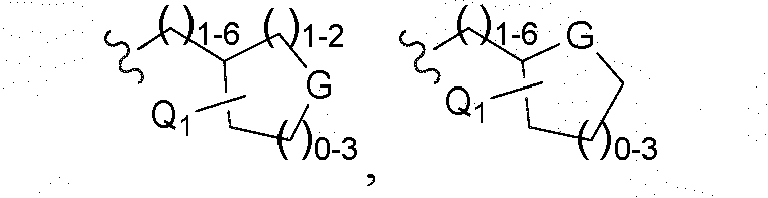 ( )1-6 ( )1-2 ( )1-6 G
Q1 G Q1
( )0-3 , ( )0-3